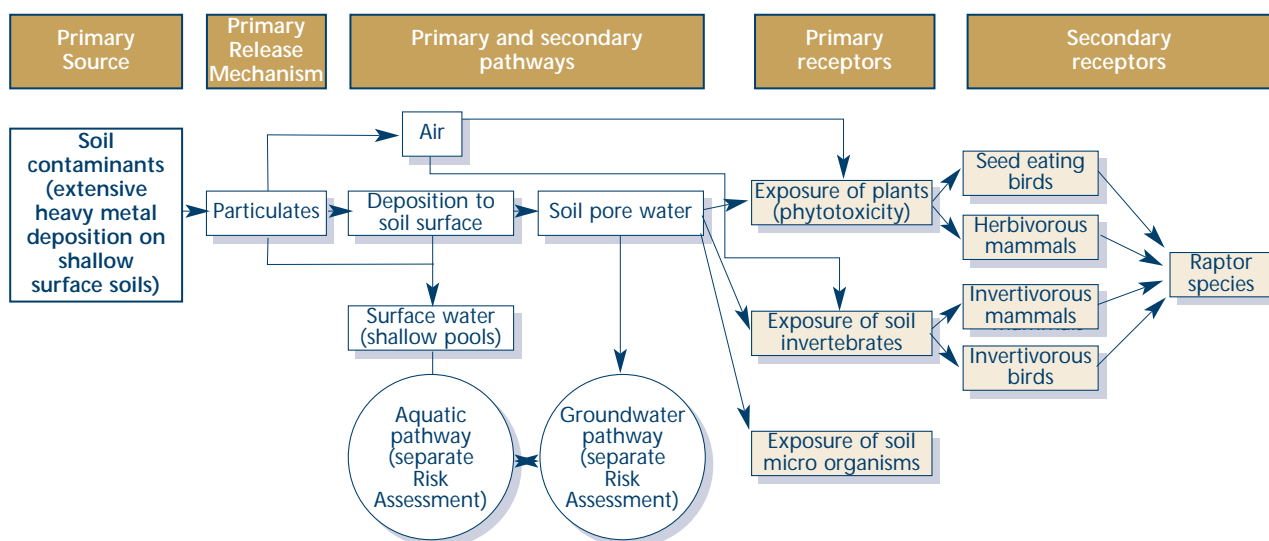 Primary
Source
Primary
Release
Mechanism
Primary and secondary
pathways
Primary
receptors
Secondary
receptors
Soil
contaminants
(extensive
heavy metal
deposition on
shallow
surface soils)
Particulates
Air
Deposition to
soil surface
Soil pore water
Surface water
(shallow pools)
Aquatic
pathway
(separate
Risk
Assessment)
Groundwater
pathway
(separate
Risk
Assessment)
Exposure of plants
(phytotoxicity)
Exposure of soil
invertebrates
Exposure of soil
micro organisms
Seed eating
birds
Herbivorous
mammals
Invertivorous
mammals
Invertivorous
birds
Raptor
species